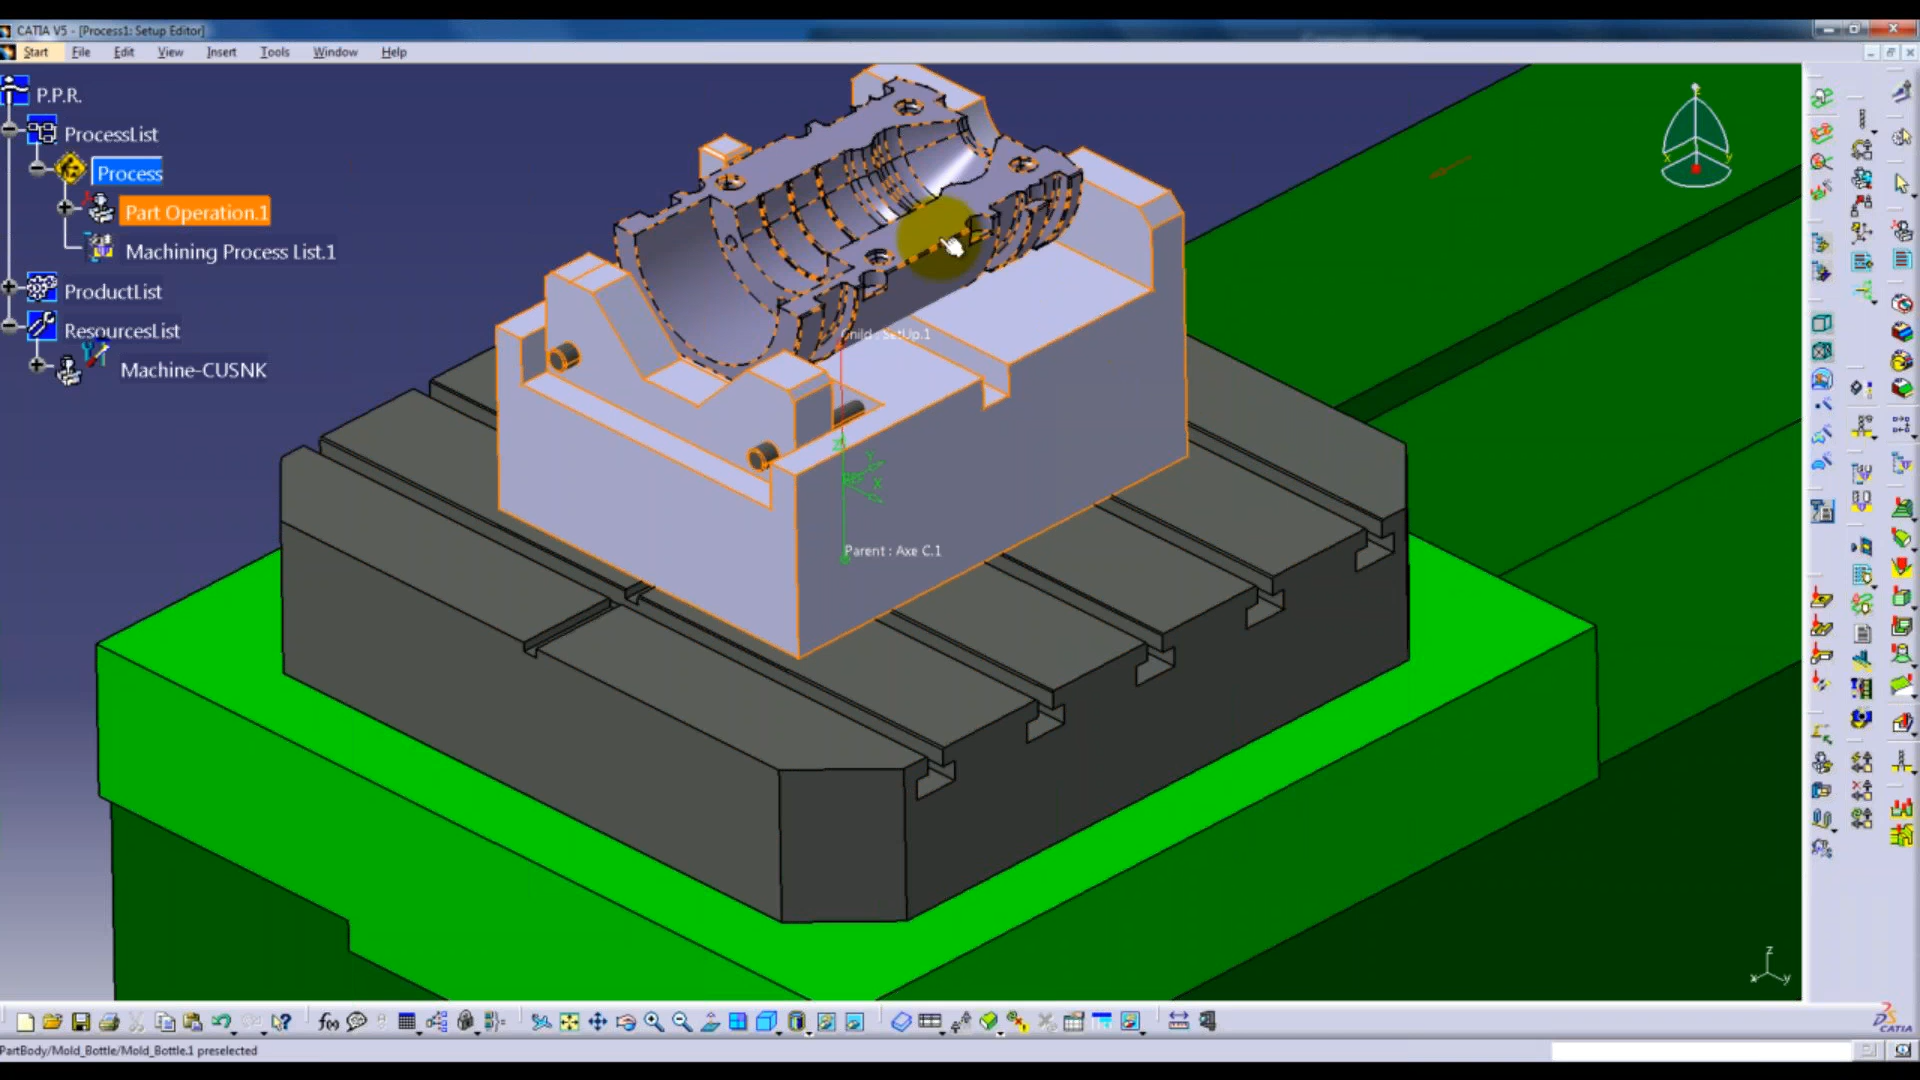 CATIA V5 - [Process1: Setup Editor]
Start File Edit View Insert Tools Window Help
P.P.R.
ProcessList
Process
Part Operation.1
Machining Process List.1
ProductList
ResourcesList
Machine-CUSNK
Child : SetUp.1
Z
Y
REF
X
Parent : Axe C.1
z
x y
z
x y
f(x)
CATIA
PartBody/Mold_Bottle/Mold_Bottle.1 preselected